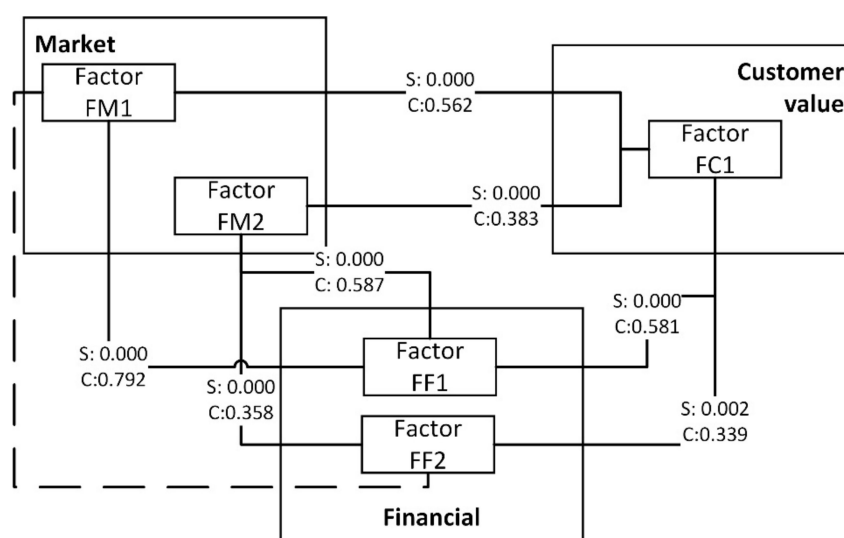 Market
Factor
FM1
S: 0.000
C:0.562
Customer
value
Factor
FC1
Factor
FM2
S: 0.000
C:0.383
S: 0.000
C: 0.587
S: 0.000
C:0.581
S: 0.000
C:0.792
Factor
FF1
S: 0.000
C:0.358
S: 0.002
C:0.339
Factor
FF2
Financial